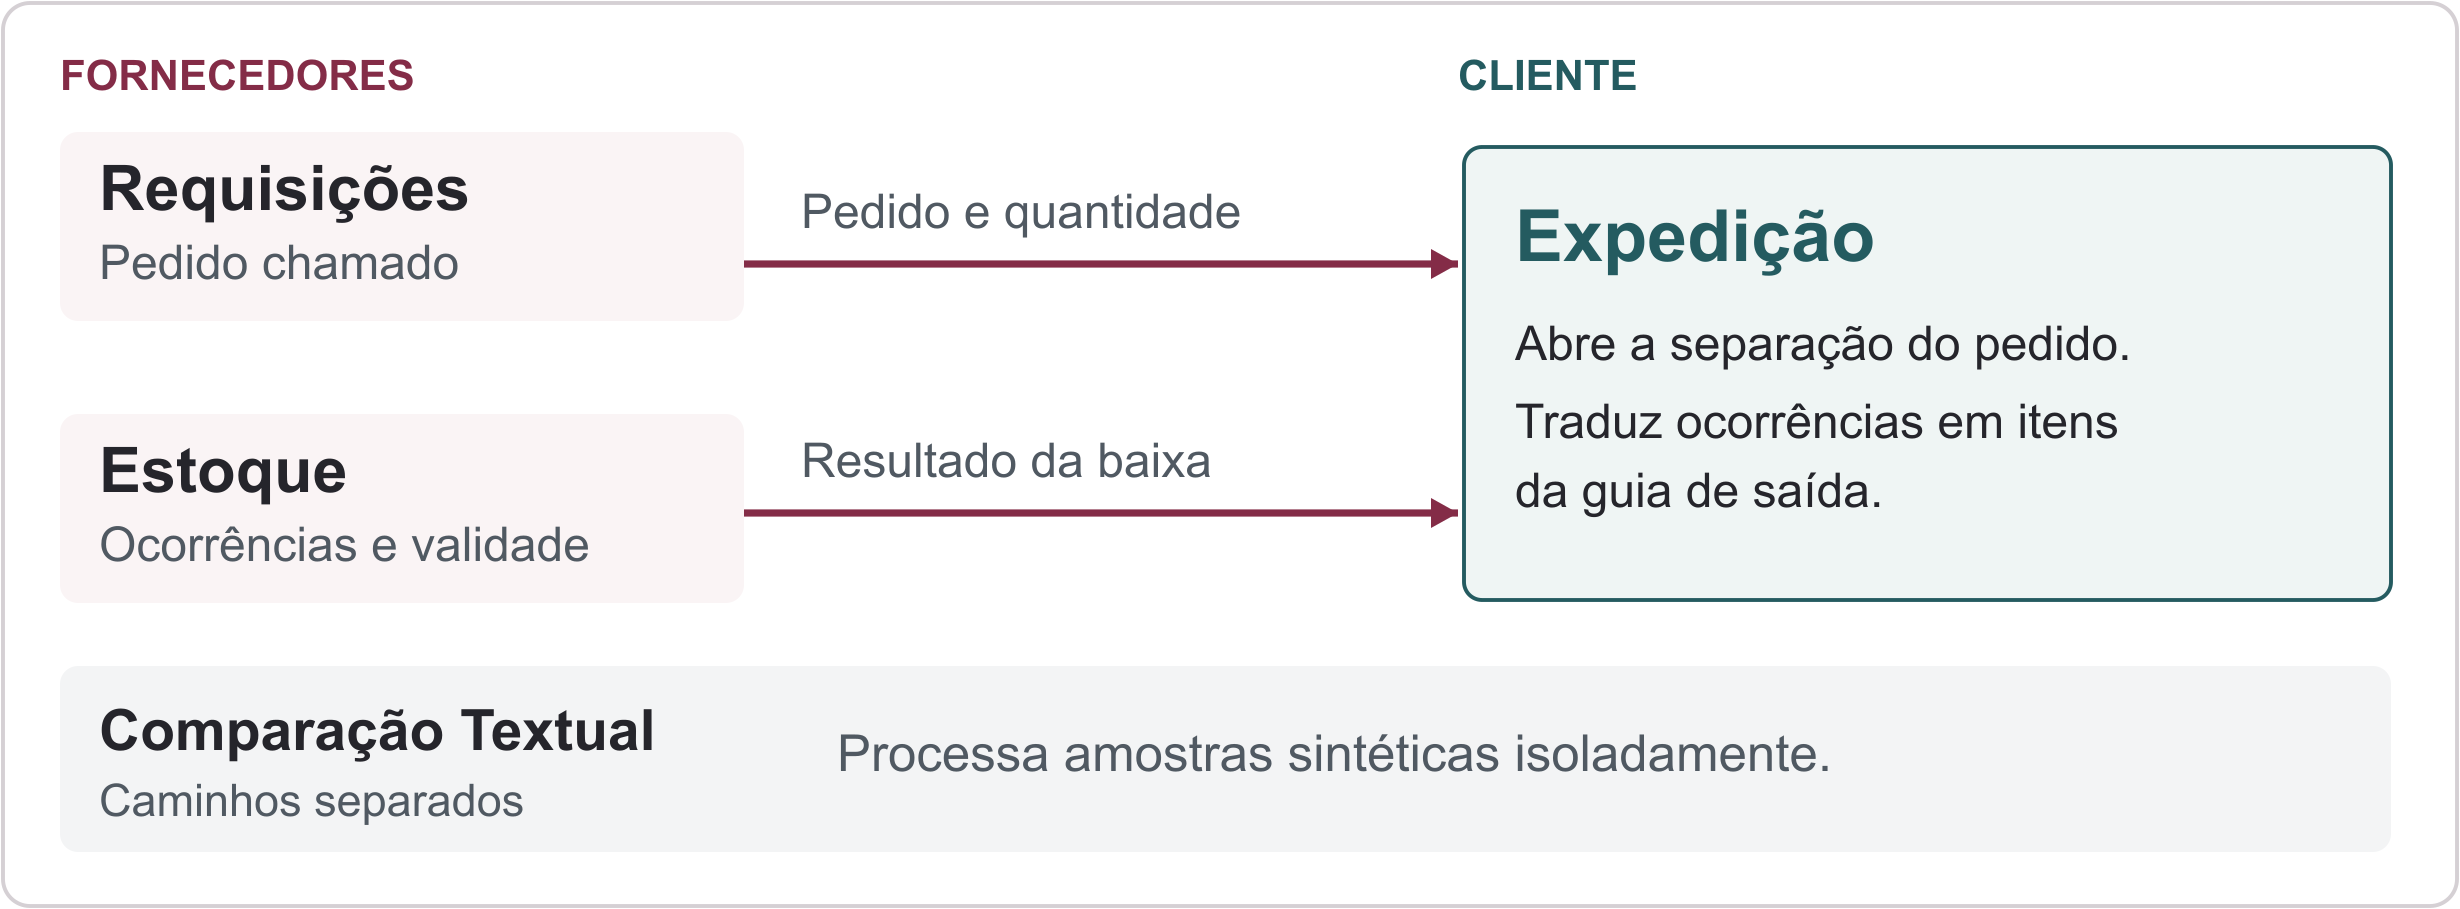 FORNECEDORES
Requisições
Pedido chamado
Pedido e quantidade
Estoque
Ocorrências e validade
Resultado da baixa
CLIENTE
Expedição
Abre a separação do pedido.
Traduz ocorrências em itens
da guia de saída.
Comparação Textual
Caminhos separados
Processa amostras sintéticas isoladamente.